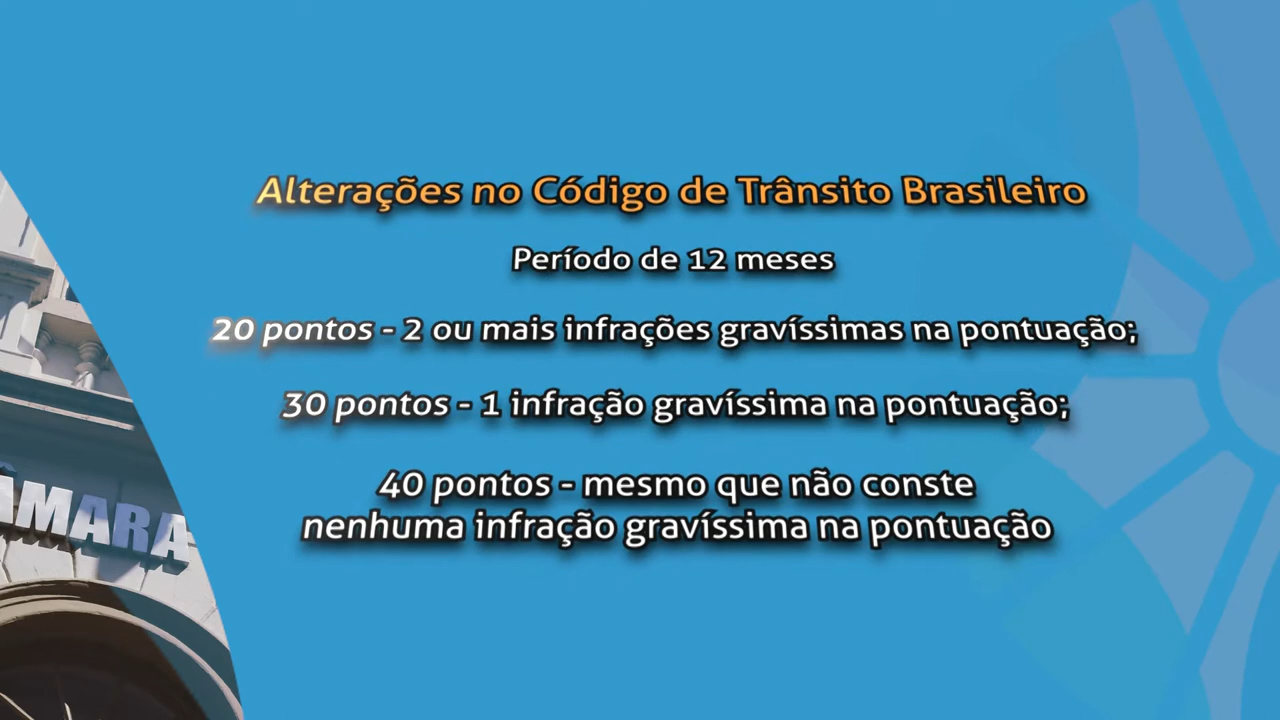 Alterações no Código de Trânsito Brasileiro
Período de 12 meses
20 pontos - 2 ou mais infrações gravíssimas na pontuação;
30 pontos - 1 infração gravíssima na pontuação;
40 pontos - mesmo que não conste
nenhuma infração gravíssima na pontuação